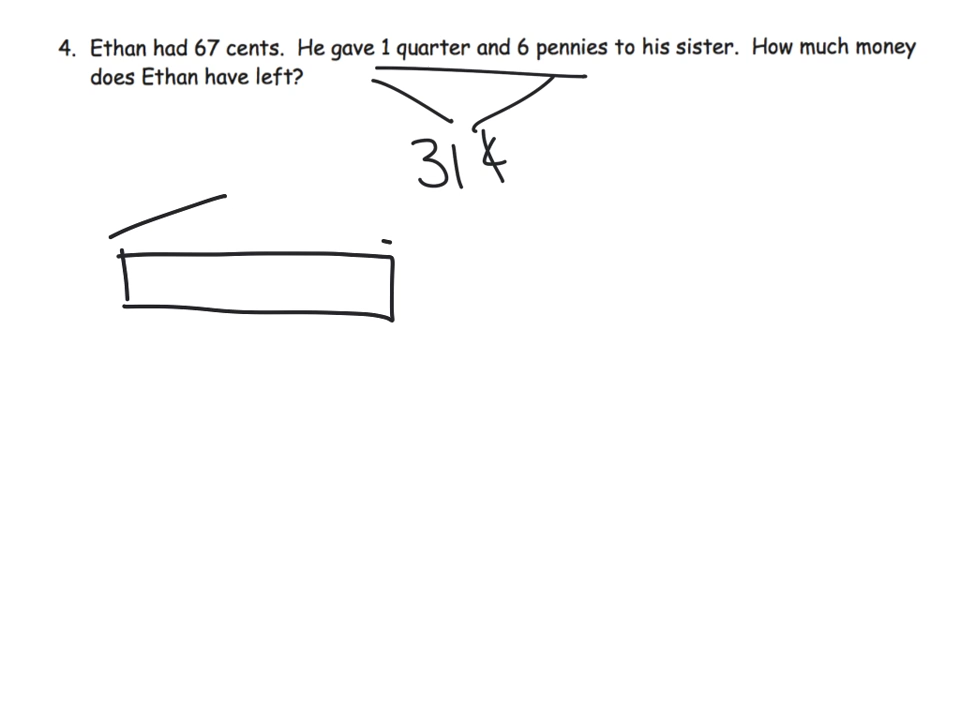 4. Ethan had 67 cents. He gave 1 quarter and 6 pennies to his sister. How much money
does Ethan have left?
31¢